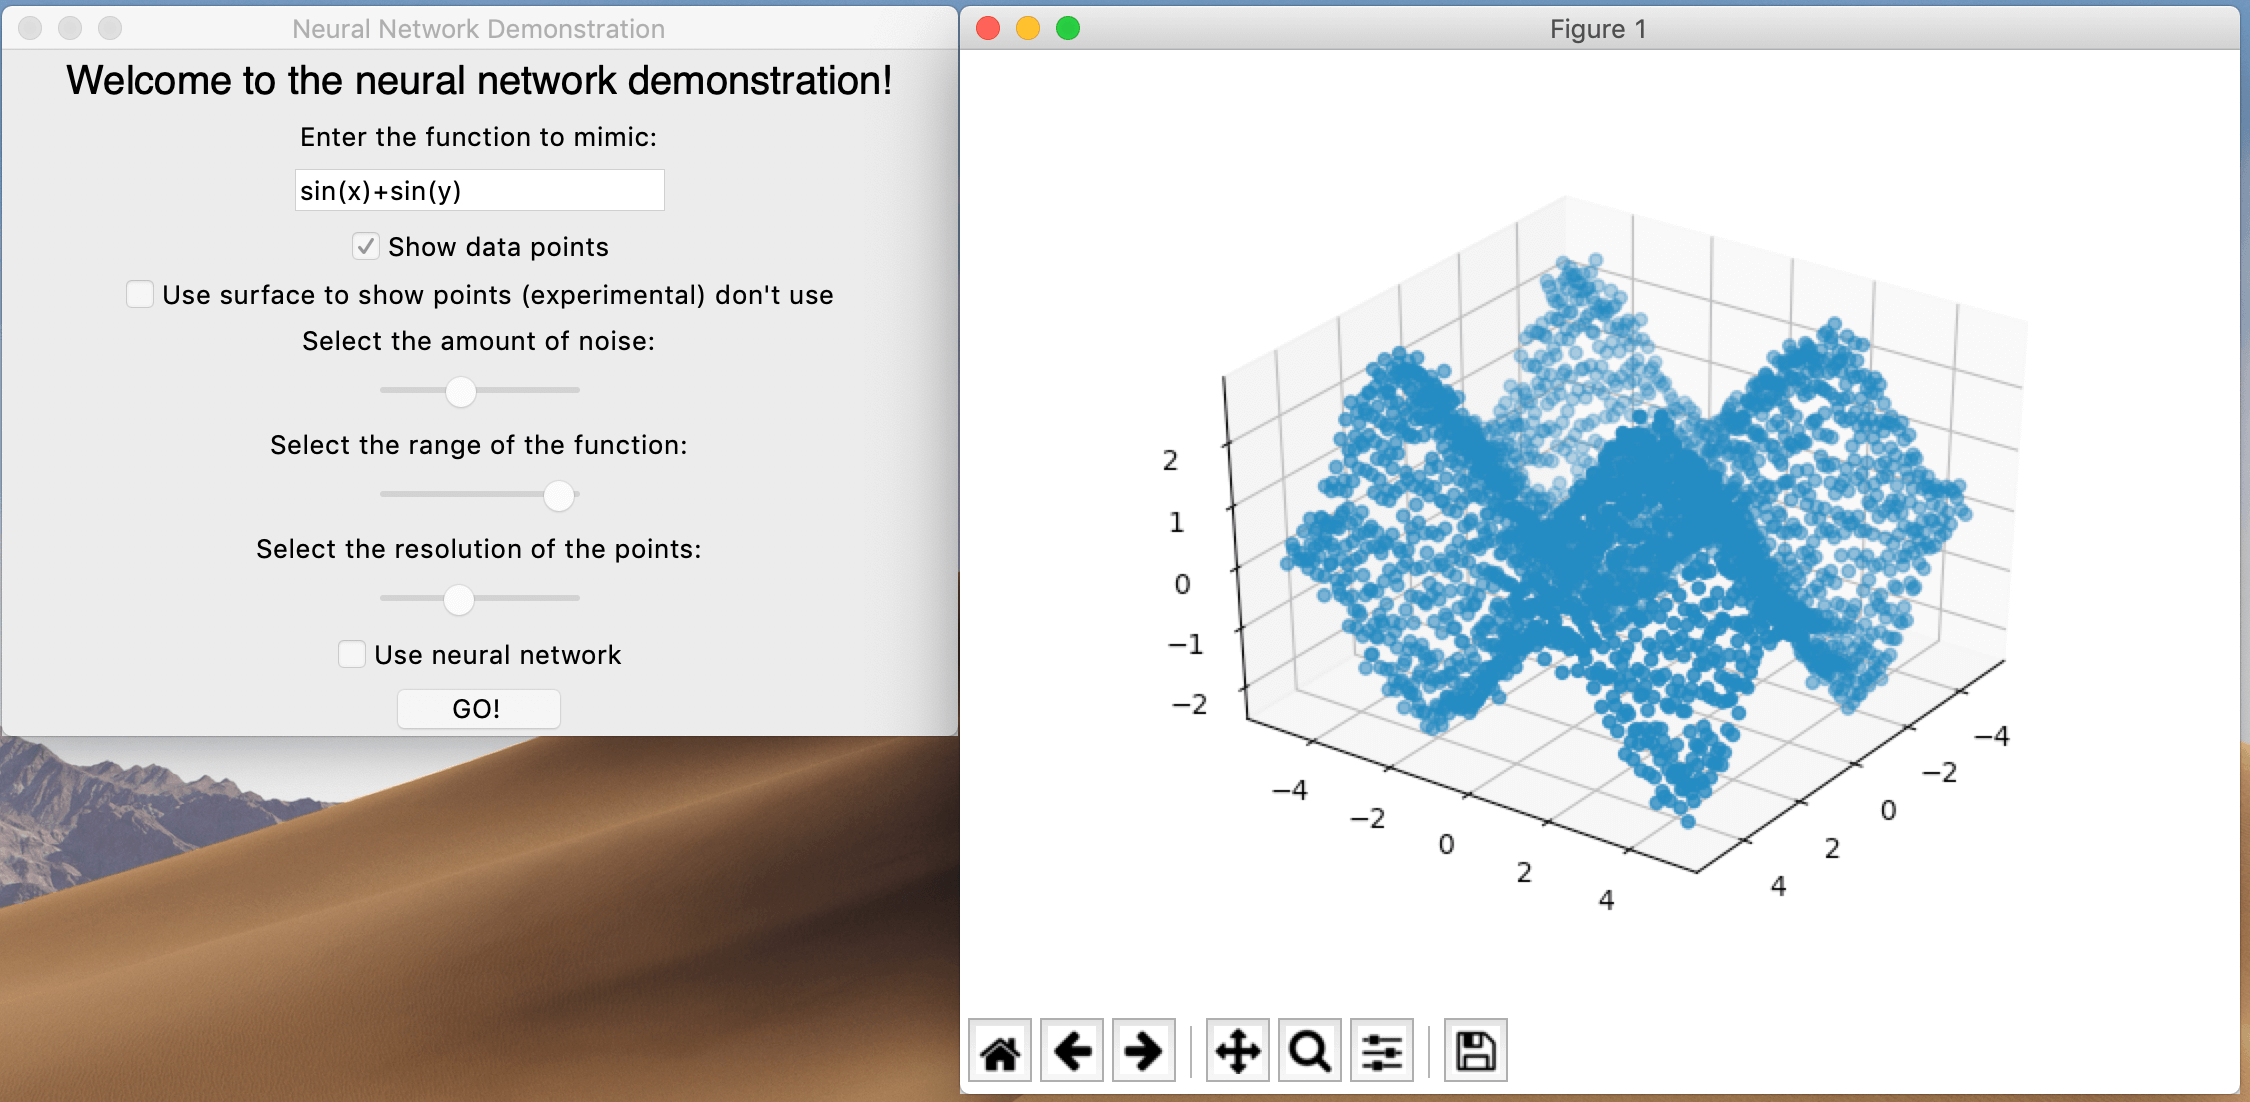 Neural Network Demonstration
Welcome to the neural network demonstration!
Enter the function to mimic:
sin(x)+sin(y)
Show data points
Use surface to show points (experimental) don't use
Select the amount of noise:
Select the range of the function:
Select the resolution of the points:
Use neural network
GO!
Figure 1
2
1
0
−1
−2
−4
−2
0
2
4
−4
−2
0
2
4